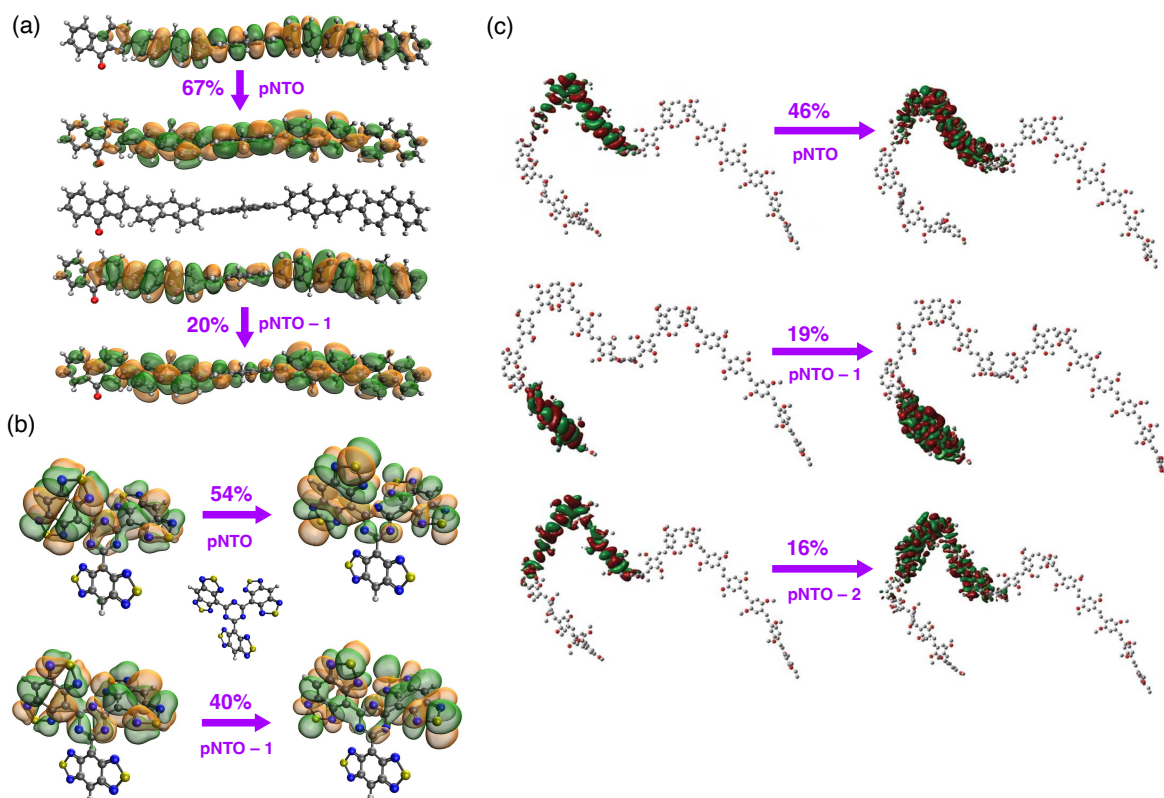 (a)
67%
pNTO
20%
pNTO – 1
(b)
54%
pNTO
40%
pNTO – 1
(c)
46%
pNTO
19%
pNTO – 1
16%
pNTO – 2